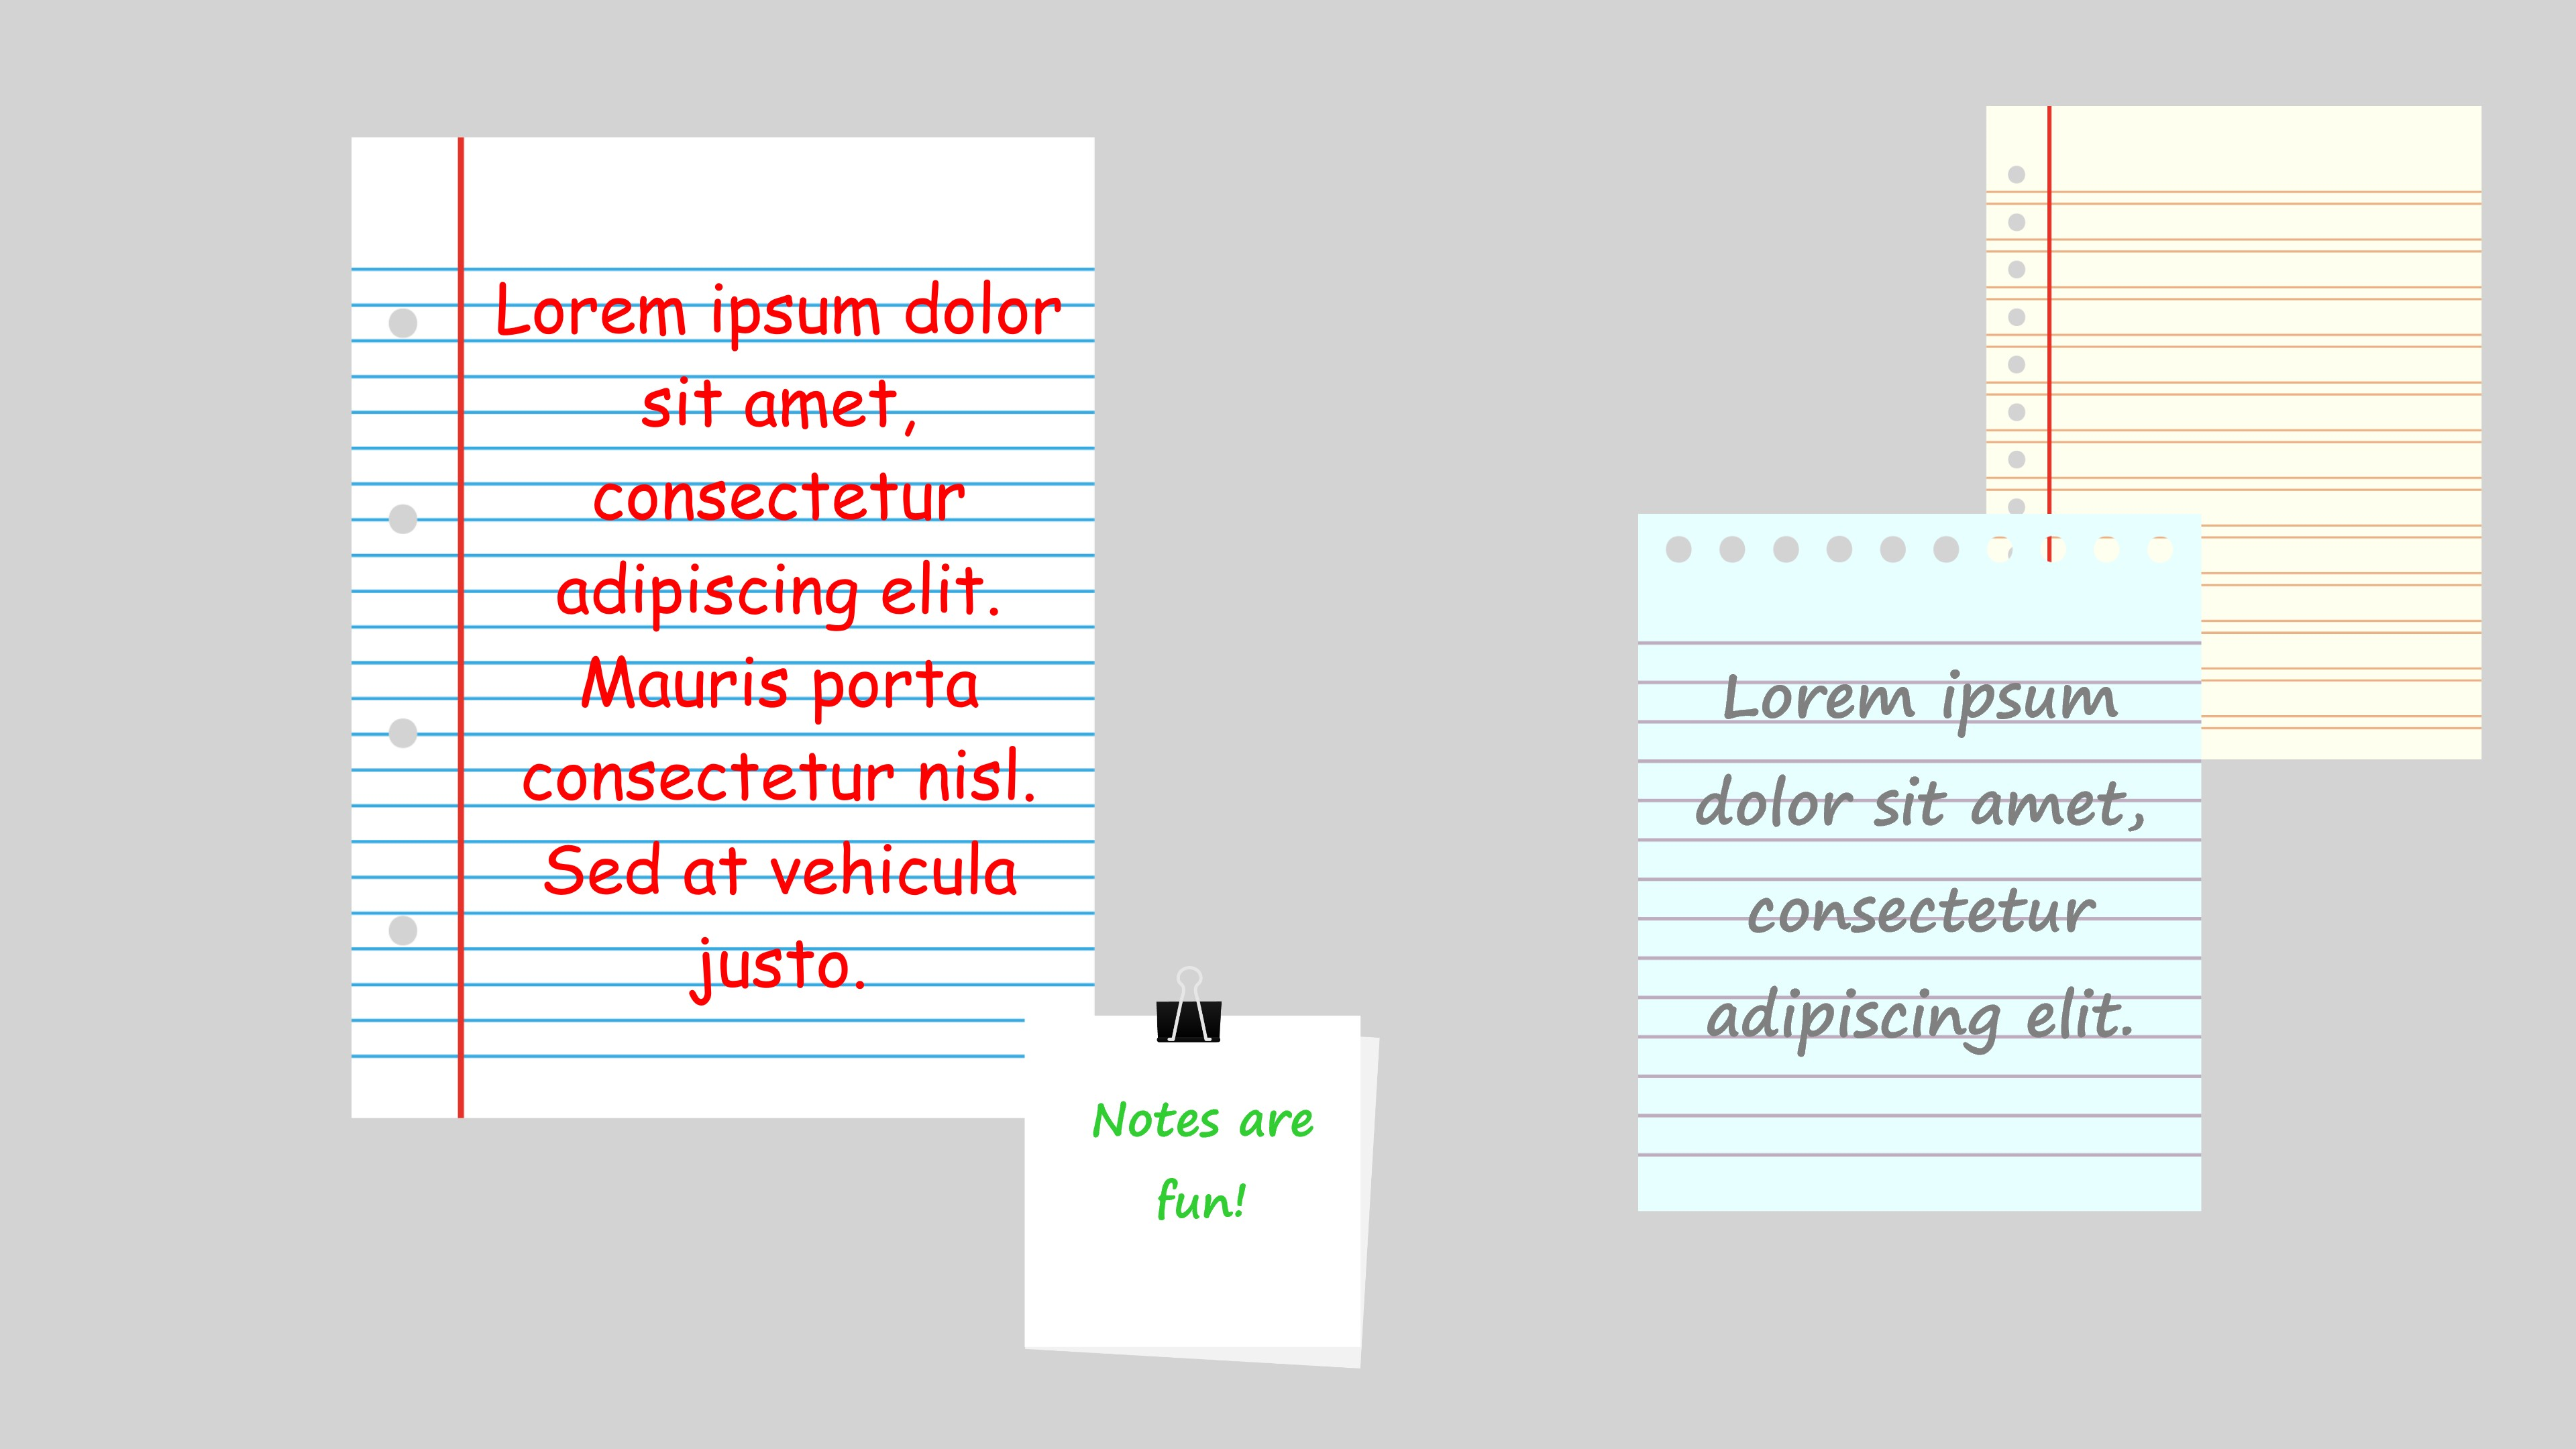 Lorem ipsum dolor
sit amet,
consectetur
adipiscing elit.
Mauris porta
consectetur nisl.
Sed at vehicula
justo.
Notes are
fun!
Lorem ipsum
dolor sit amet,
consectetur
adipiscing elit.